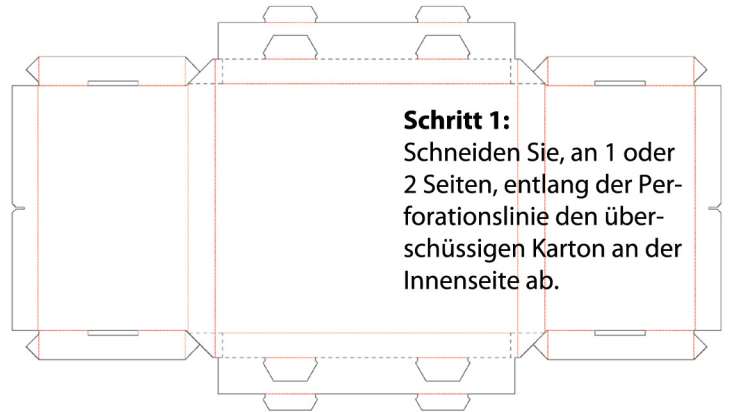 Schritt 1:
Schneiden Sie, an 1 oder
2 Seiten, entlang der Per-
forationslinie den über-
schüssigen Karton an der
Innenseite ab.